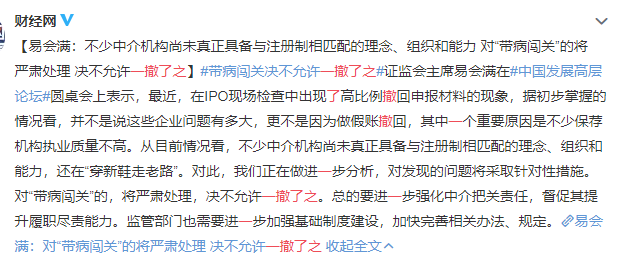 财经网
【易会满：不少中介机构尚未真正具备与注册制相匹配的理念、组织和能力 对“带病闯关”的将
严肃处理 决不允许一撤了之】#带病闯关决不允许一撤了之#证监会主席易会满在#中国发展高层
论坛#圆桌会上表示，最近，在IPO现场检查中出现了高比例撤回申报材料的现象，据初步掌握的
情况看，并不是说这些企业问题有多大，更不是因为做假账撤回，其中一个重要原因是不少保荐
机构执业质量不高。从目前情况看，不少中介机构尚未真正具备与注册制相匹配的理念、组织和
能力，还在“穿新鞋走老路”。对此，我们正在做进一步分析，对发现的问题将采取针对性措施。
对“带病闯关”的，将严肃处理，决不允许一撤了之。总的要进一步强化中介把关责任，督促其提
升履职尽责能力。监管部门也需要进一步加强基础制度建设，加快完善相关办法、规定。易会
满：对“带病闯关”的将严肃处理 决不允许一撤了之 收起全文